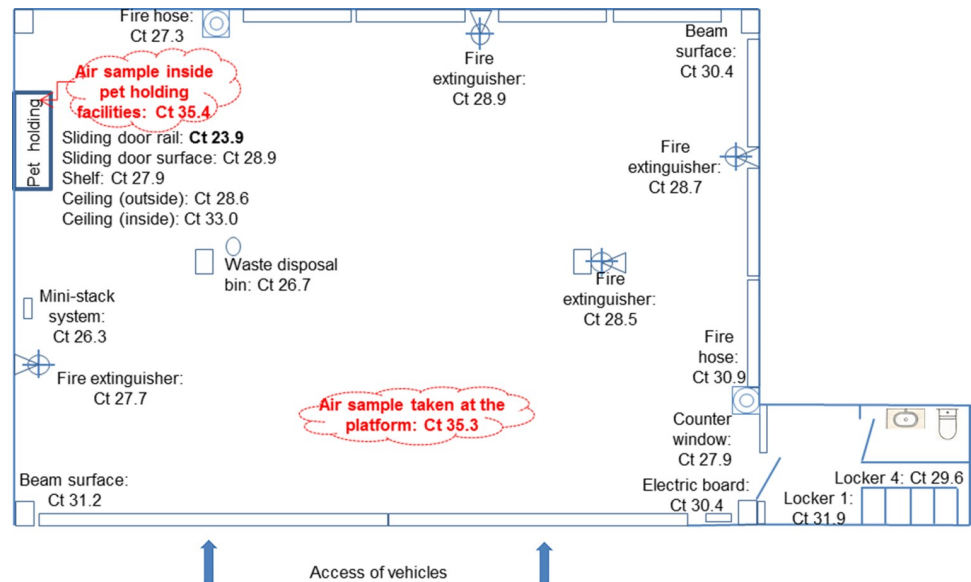 Fire hose:
Ct 27.3
Fire
extinguisher:
Ct 28.9
Beam
surface:
Ct 30.4
Air sample inside
pet holding
facilities: Ct 35.4
Pet holding
Sliding door rail: Ct 23.9
Sliding door surface: Ct 28.9
Shelf: Ct 27.9
Ceiling (outside): Ct 28.6
Ceiling (inside): Ct 33.0
Fire
extinguisher:
Ct 28.7
Waste disposal
bin: Ct 26.7
Fire
extinguisher:
Ct 28.5
Mini-stack
system:
Ct 26.3
Fire extinguisher:
Ct 27.7
Fire
hose:
Ct 30.9
Air sample taken at the
platform: Ct 35.3
Counter
window:
Ct 27.9
Beam surface:
Ct 31.2
Electric board:
Ct 30.4
Locker 4: Ct 29.6
Locker 1:
Ct 31.9
Access of vehicles